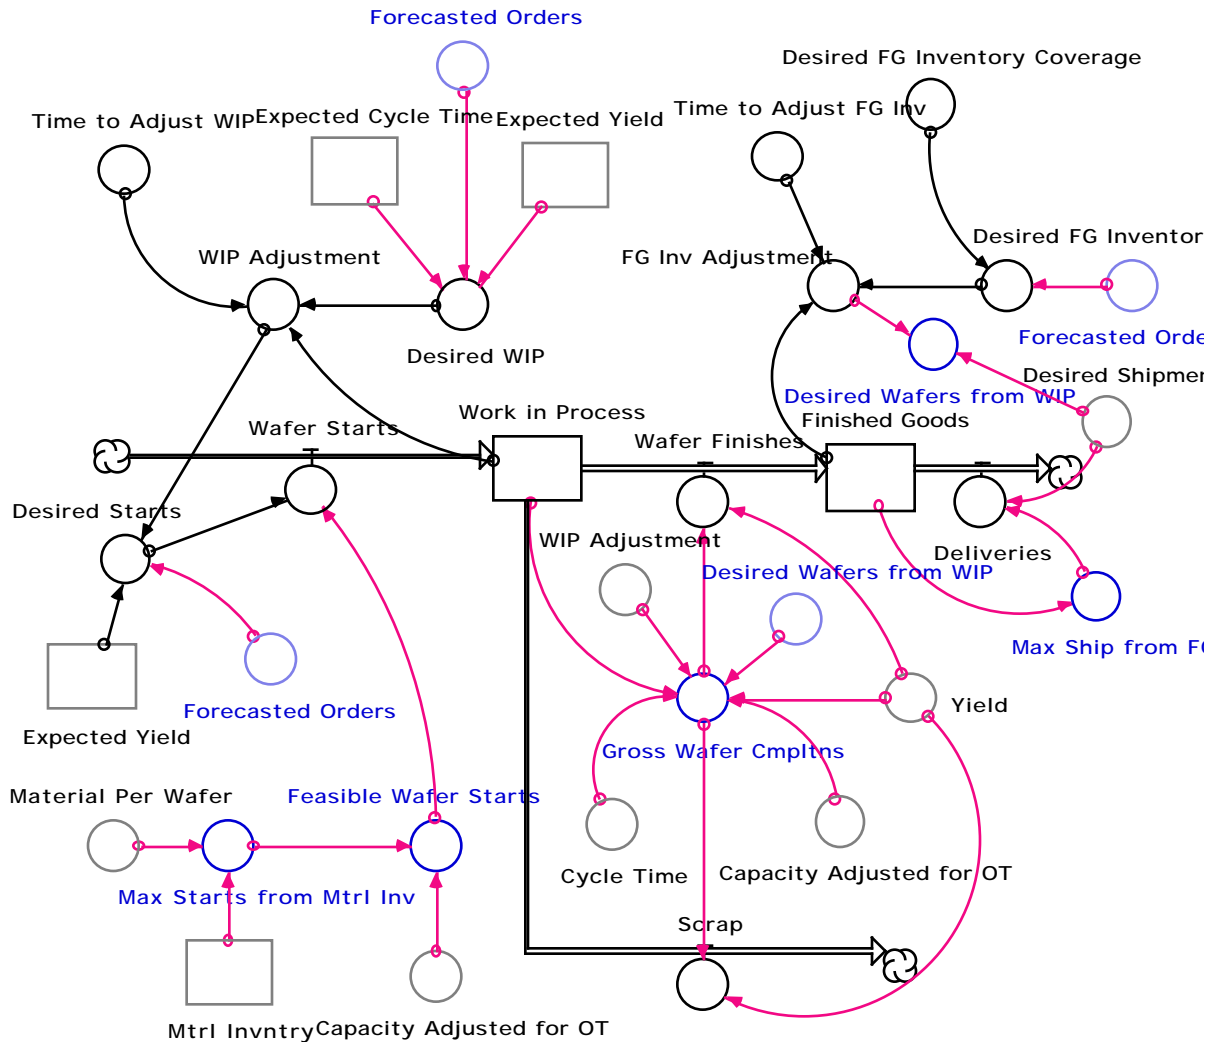 Forecasted Orders
Desired FG Inventory Coverage
Time to Adjust FG Inv
Expected Cycle Time
Expected Yield
Time to Adjust WIP
Desired FG Inventor
WIP Adjustment
FG Inv Adjustment
Forecasted Orde
Desired WIP
Desired Shipmer
Desired Wafers from WIP
Work in Process
Finished Goods
Wafer Starts
Wafer Finishes
Desired Starts
WIP Adjustment
Deliveries
Desired Wafers from WIP
Max Ship from F
Yield
Forecasted Orders
Expected Yield
Gross Wafer Cmpltns
Material Per Wafer
Feasible Wafer Starts
Cycle Time
Capacity Adjusted for OT
Max Starts from Mtrl Inv
Scrap
Mtrl Invntry
Capacity Adjusted for OT